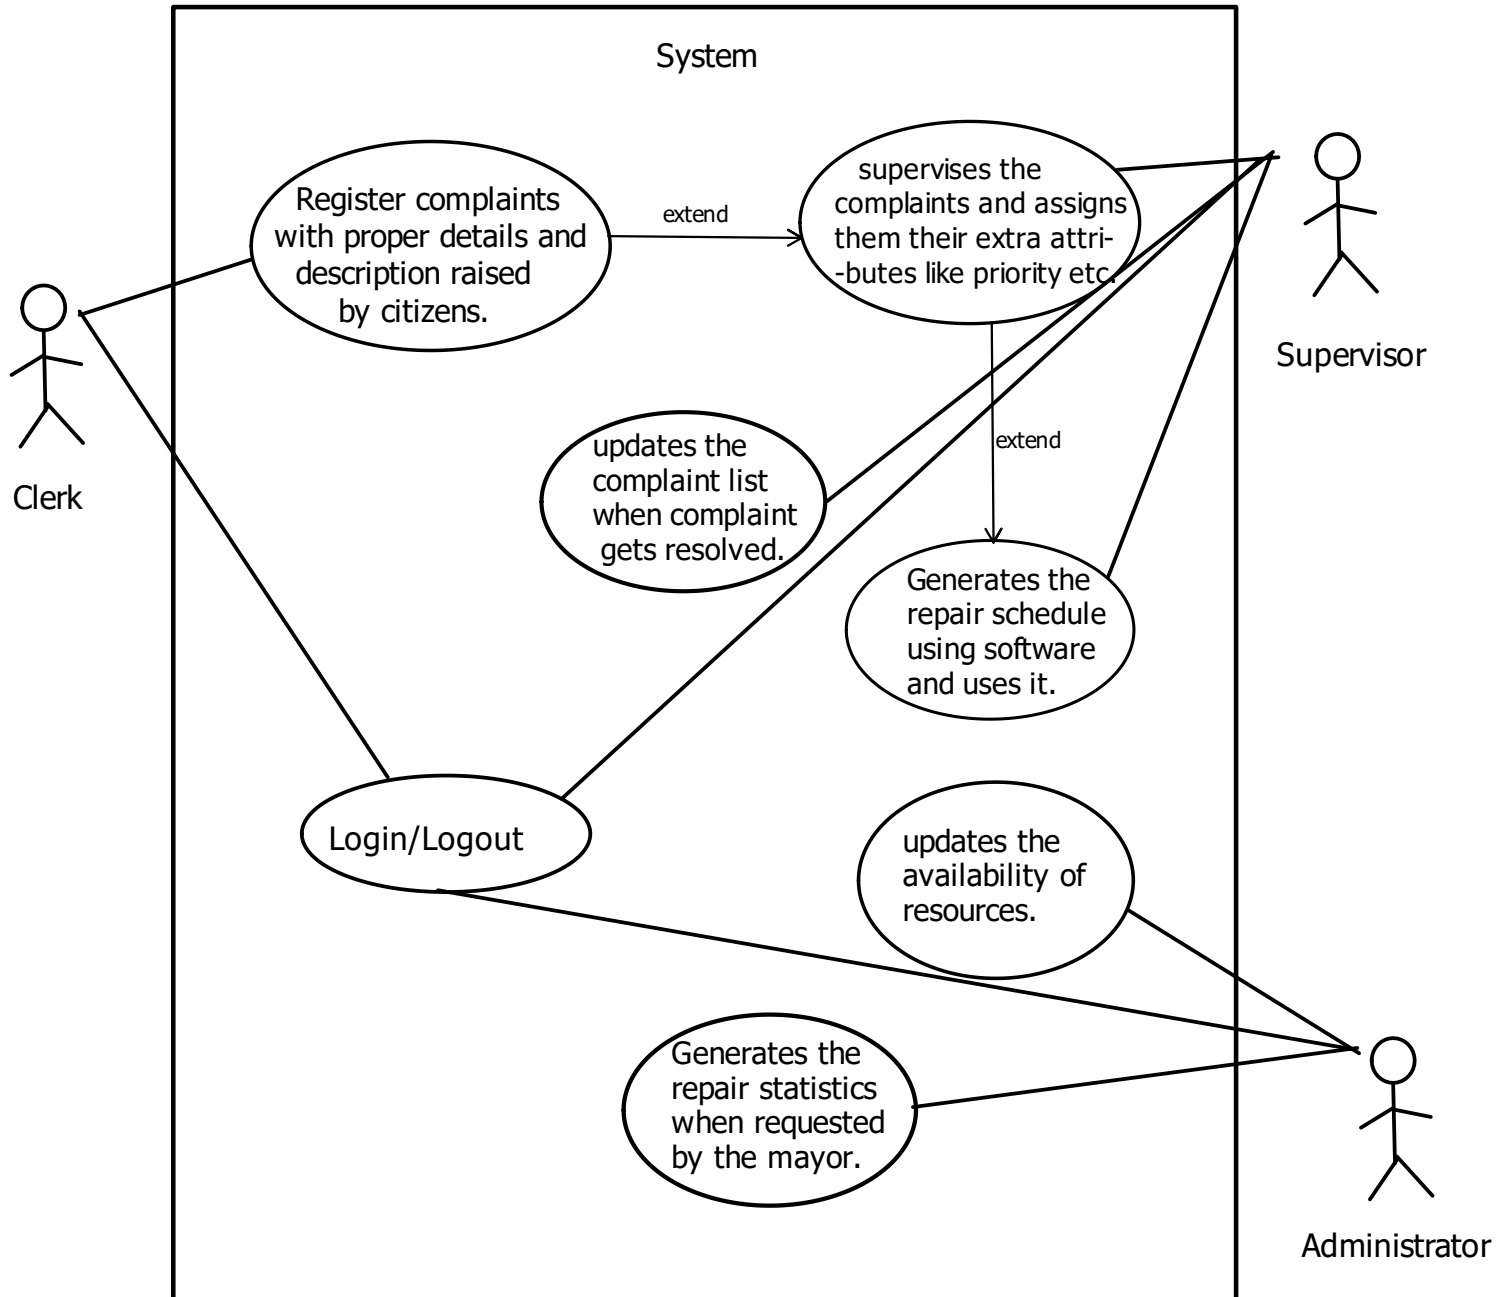 System
Register complaints
with proper details and
description raised
by citizens.
extend
supervises the
complaints and assigns
them their extra attri-
-butes like priority etc.
Supervisor
Clerk
updates the
complaint list
when complaint
gets resolved.
extend
Generates the
repair schedule
using software
and uses it.
Login/Logout
updates the
availability of
resources.
Generates the
repair statistics
when requested
by the mayor.
Administrator